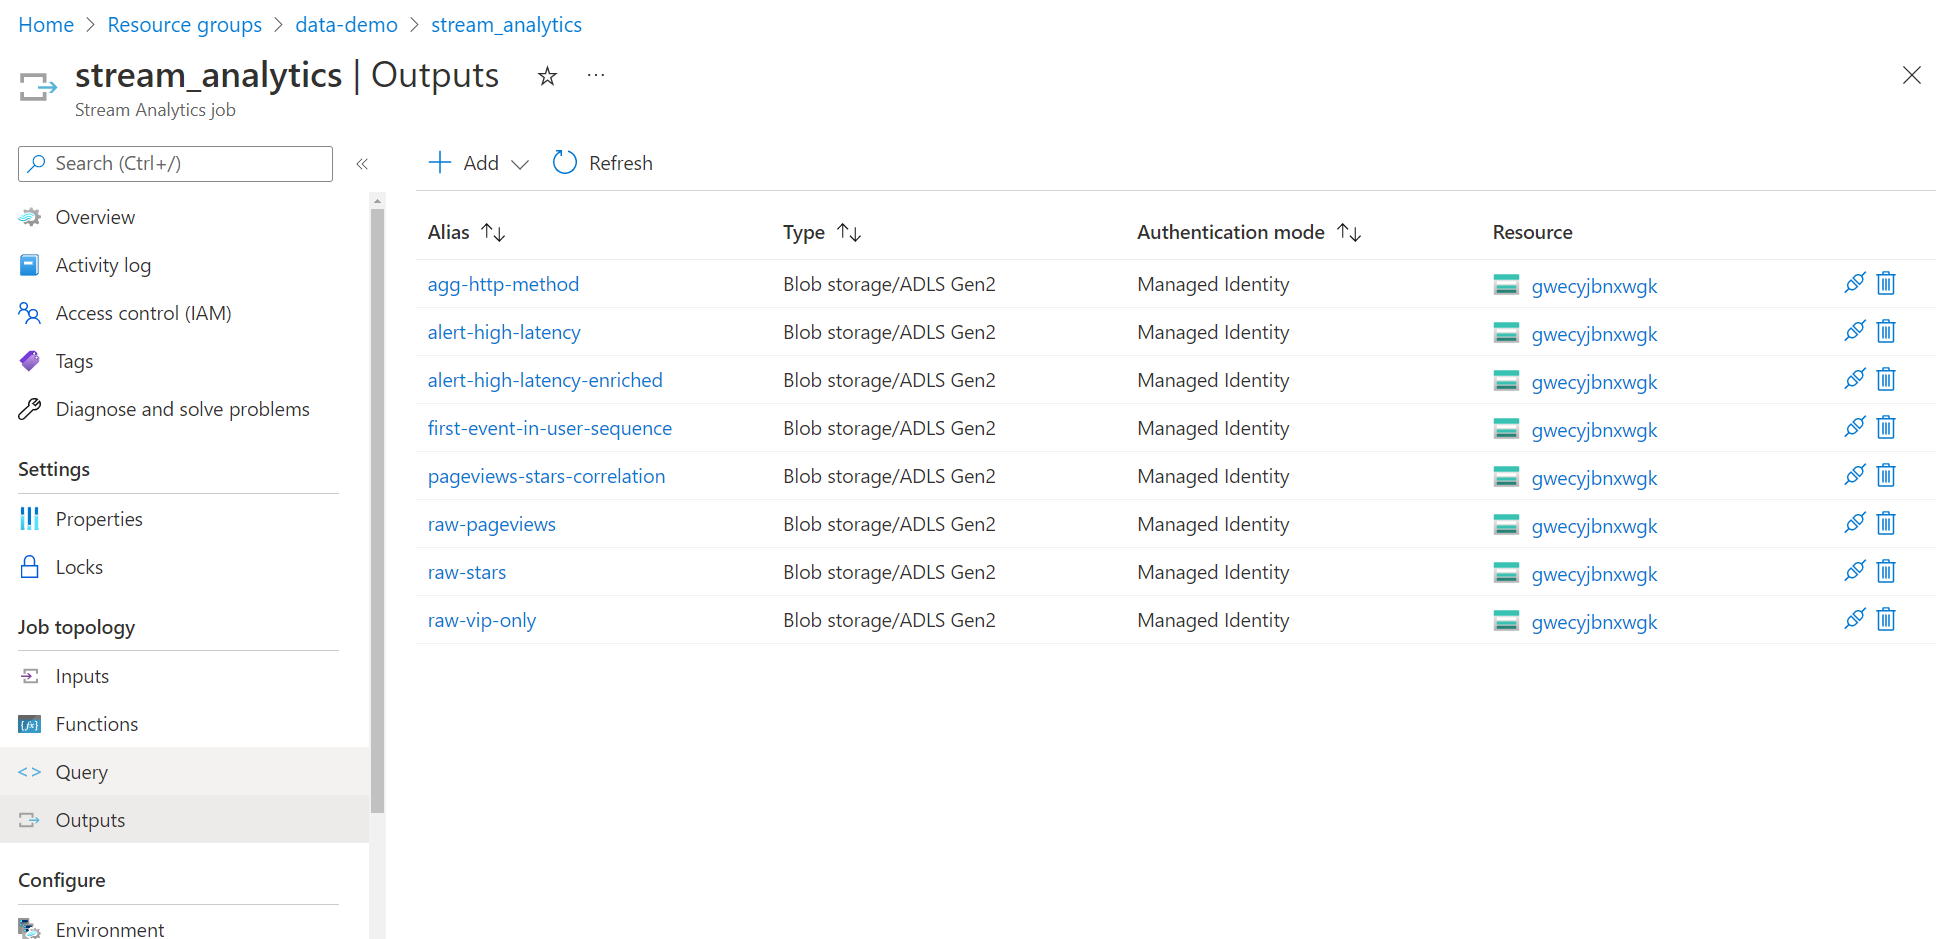 Home > Resource groups > data-demo > stream_analytics
stream_analytics | Outputs
Stream Analytics job
Search (Ctrl+/)
Overview
Activity log
Access control (IAM)
Tags
Diagnose and solve problems
Settings
Properties
Locks
Job topology
Inputs
Functions
Query
Outputs
Configure
Environment
Add Refresh
Alias Type Authentication mode Resource
agg-http-method Blob storage/ADLS Gen2 Managed Identity gwecyjbnxwgk
alert-high-latency Blob storage/ADLS Gen2 Managed Identity gwecyjbnxwgk
alert-high-latency-enriched Blob storage/ADLS Gen2 Managed Identity gwecyjbnxwgk
first-event-in-user-sequence Blob storage/ADLS Gen2 Managed Identity gwecyjbnxwgk
pageviews-stars-correlation Blob storage/ADLS Gen2 Managed Identity gwecyjbnxwgk
raw-pageviews Blob storage/ADLS Gen2 Managed Identity gwecyjbnxwgk
raw-stars Blob storage/ADLS Gen2 Managed Identity gwecyjbnxwgk
raw-vip-only Blob storage/ADLS Gen2 Managed Identity gwecyjbnxwgk